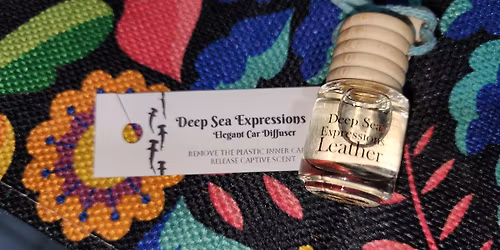 Deep Sea Expressions
Elegant Car Diffuser
REMOVE THE PLASTIC INNER CAP
RELEASE CAPTIVE SCENT
Deep Sea
Expressions
Leather